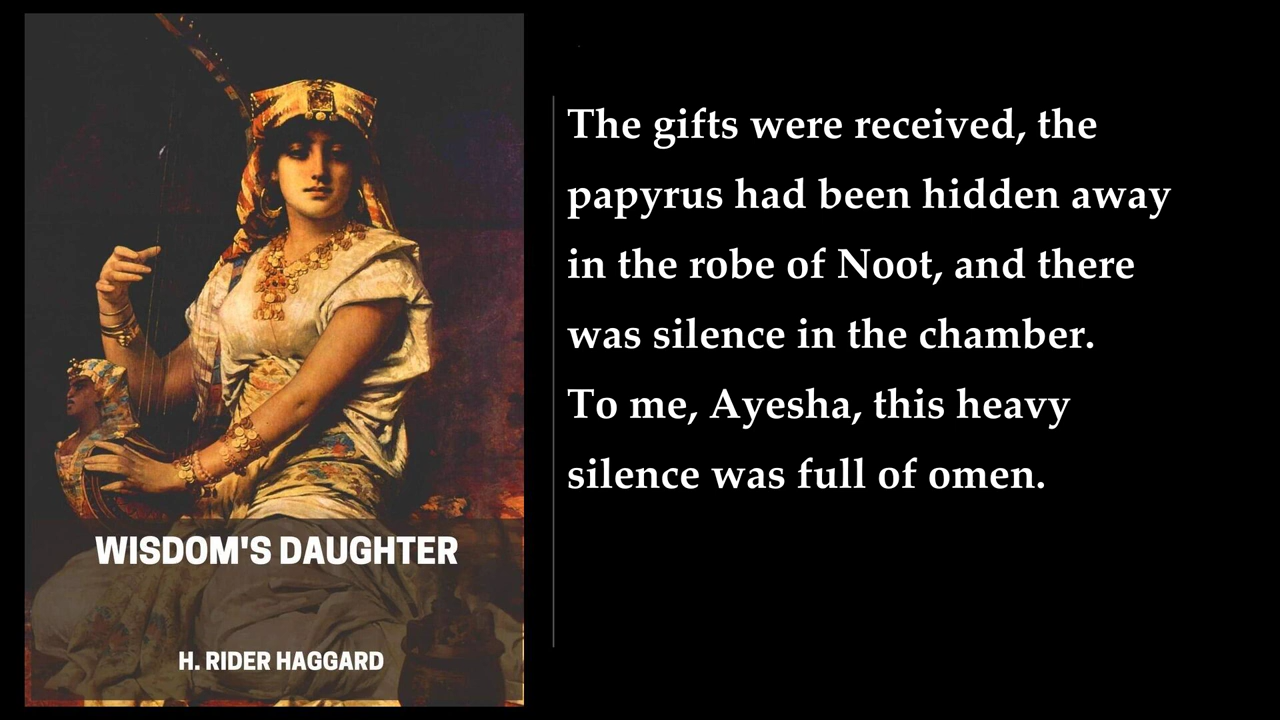 WISDOM'S DAUGHTER
H. RIDER HAGGARD
The gifts were received, the
papyrus had been hidden away
in the robe of Noot, and there
was silence in the chamber.
To me, Ayesha, this heavy
silence was full of omen.